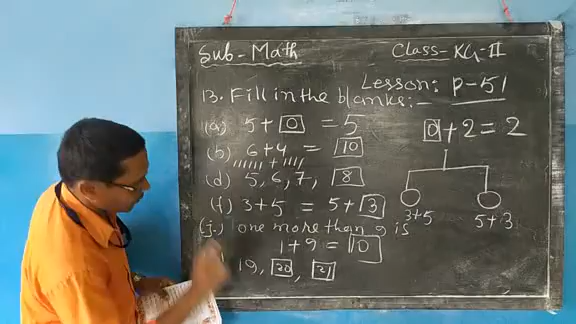 Sub- Math Class- KG-II
Lesson: P-51
13. Fill in the blanks:-
(a) 5 + 0 = 5
0 + 2 = 2
(b) 6 + 4 = 10
(d) 5, 6, 7, 8
(f) 3 + 5 = 5 + 3
3+5 5+3
(j.) one more than 9 is
1 + 9 = 10
19, 20, 21